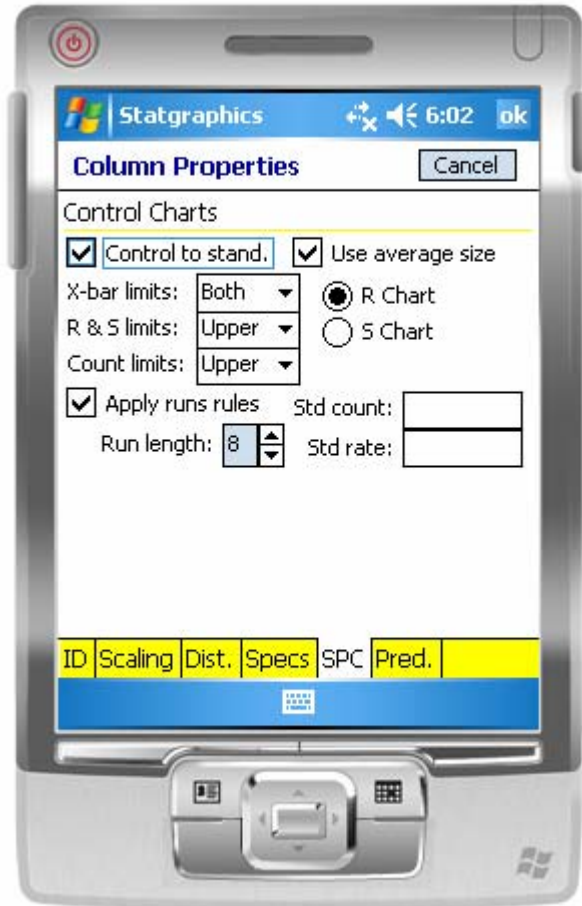 Statgraphics 6:02 ok
Column Properties Cancel
Control Charts
Control to stand. Use average size
X-bar limits: Both R Chart
R & S limits: Upper S Chart
Count limits: Upper
Apply runs rules Std count:
Run length: 8 Std rate:
ID Scaling Dist. Specs SPC Pred.